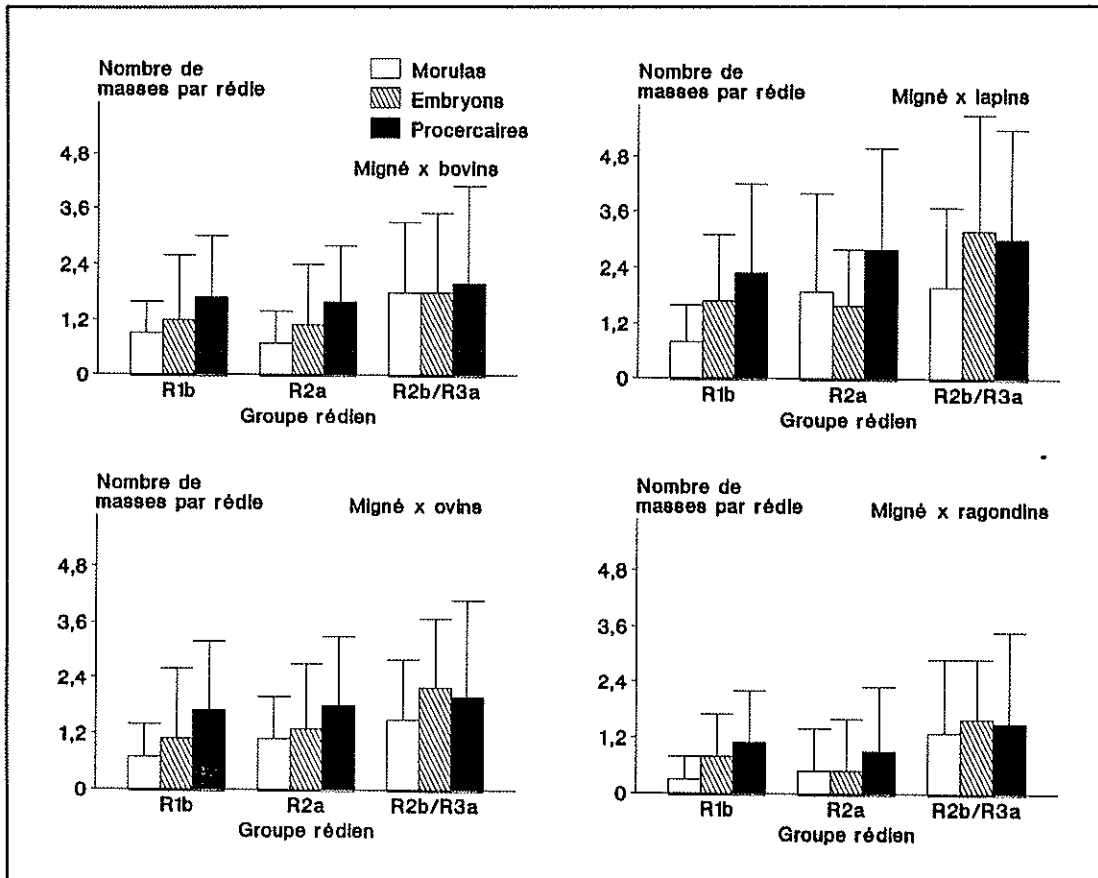 Nombre de
masses par rédie
Morulas
Embryons
Procercaires
Migné x bovins
4,8
3,6
2,4
1,2
0
R1b R2a R2b/R3a
Groupe rédien
Nombre de
masses par rédie
Migné x lapins
4,8
3,6
2,4
1,2
0
R1b R2a R2b/R3a
Groupe rédien
Nombre de
masses par rédie
Migné x ovins
4,8
3,6
2,4
1,2
0
R1b R2a R2b/R3a
Groupe rédien
Nombre de
masses par rédie
Migné x ragondins
4,8
3,6
2,4
1,2
0
R1b R2a R2b/R3a
Groupe rédien